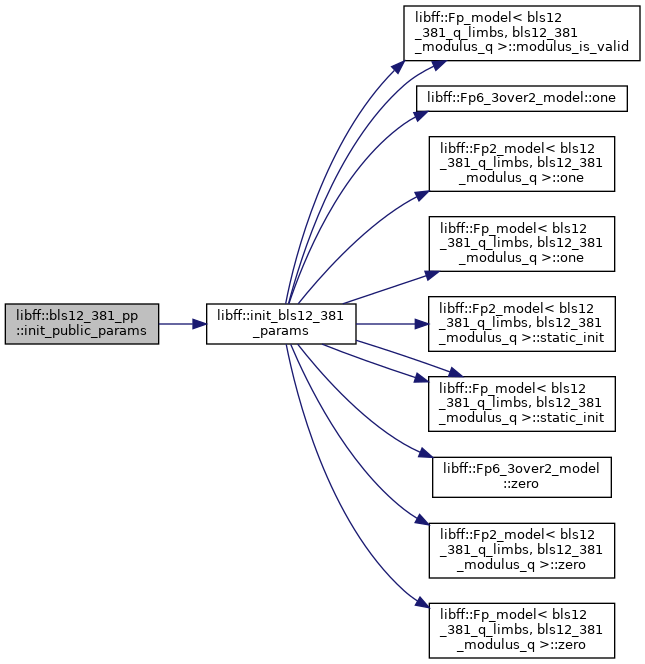 libff::bls12_381_pp
::init_public_params
libff::init_bls12_381
_params
libff::Fp_model< bls12
_381_q_limbs, bls12_381
_modulus_q >::modulus_is_valid
libff::Fp6_3over2_model::one
libff::Fp2_model< bls12
_381_q_limbs, bls12_381
_modulus_q >::one
libff::Fp_model< bls12
_381_q_limbs, bls12_381
_modulus_q >::one
libff::Fp2_model< bls12
_381_q_limbs, bls12_381
_modulus_q >::static_init
libff::Fp_model< bls12
_381_q_limbs, bls12_381
_modulus_q >::static_init
libff::Fp6_3over2_model
::zero
libff::Fp2_model< bls12
_381_q_limbs, bls12_381
_modulus_q >::zero
libff::Fp_model< bls12
_381_q_limbs, bls12_381
_modulus_q >::zero